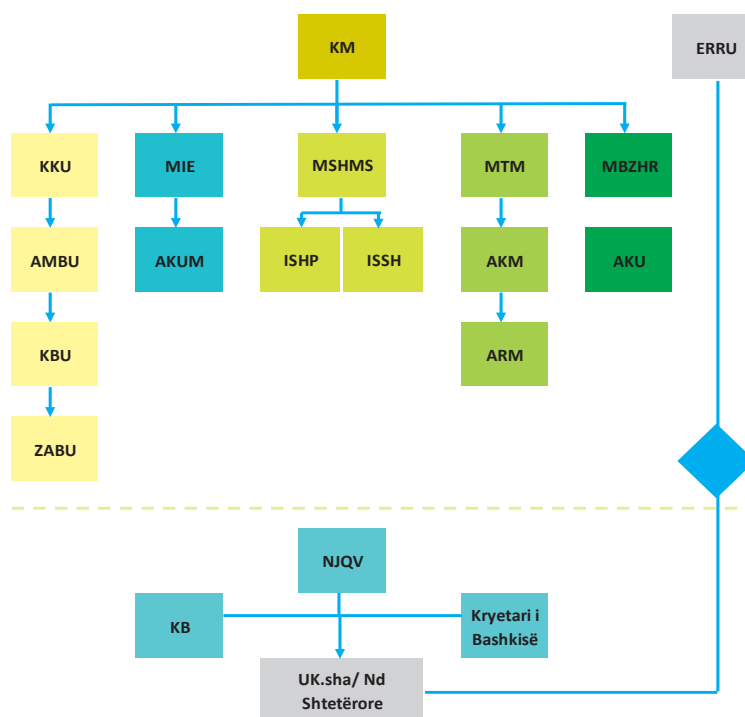 KM
ERRU
KKU
MIE
MSHMS
MTM
MBZHR
AMBU
AKUM
ISHP
ISSH
AKM
AKU
KBU
ARM
ZABU
NJQV
KB
Kryetari i
Bashkisë
UK.sha/ Nd
Shtetërore